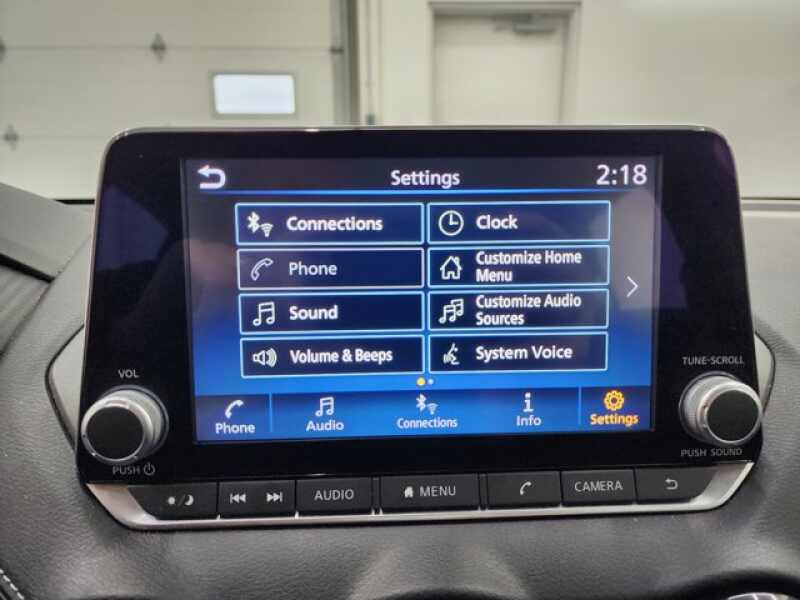 Settings
2:18
Connections
Clock
Phone
Customize Home
Menu
Sound
Customize Audio
Sources
Volume & Beeps
System Voice
Phone
Audio
Connections
Info
Settings
VOL
PUSH
TUNE•SCROLL
PUSH SOUND
AUDIO
MENU
CAMERA